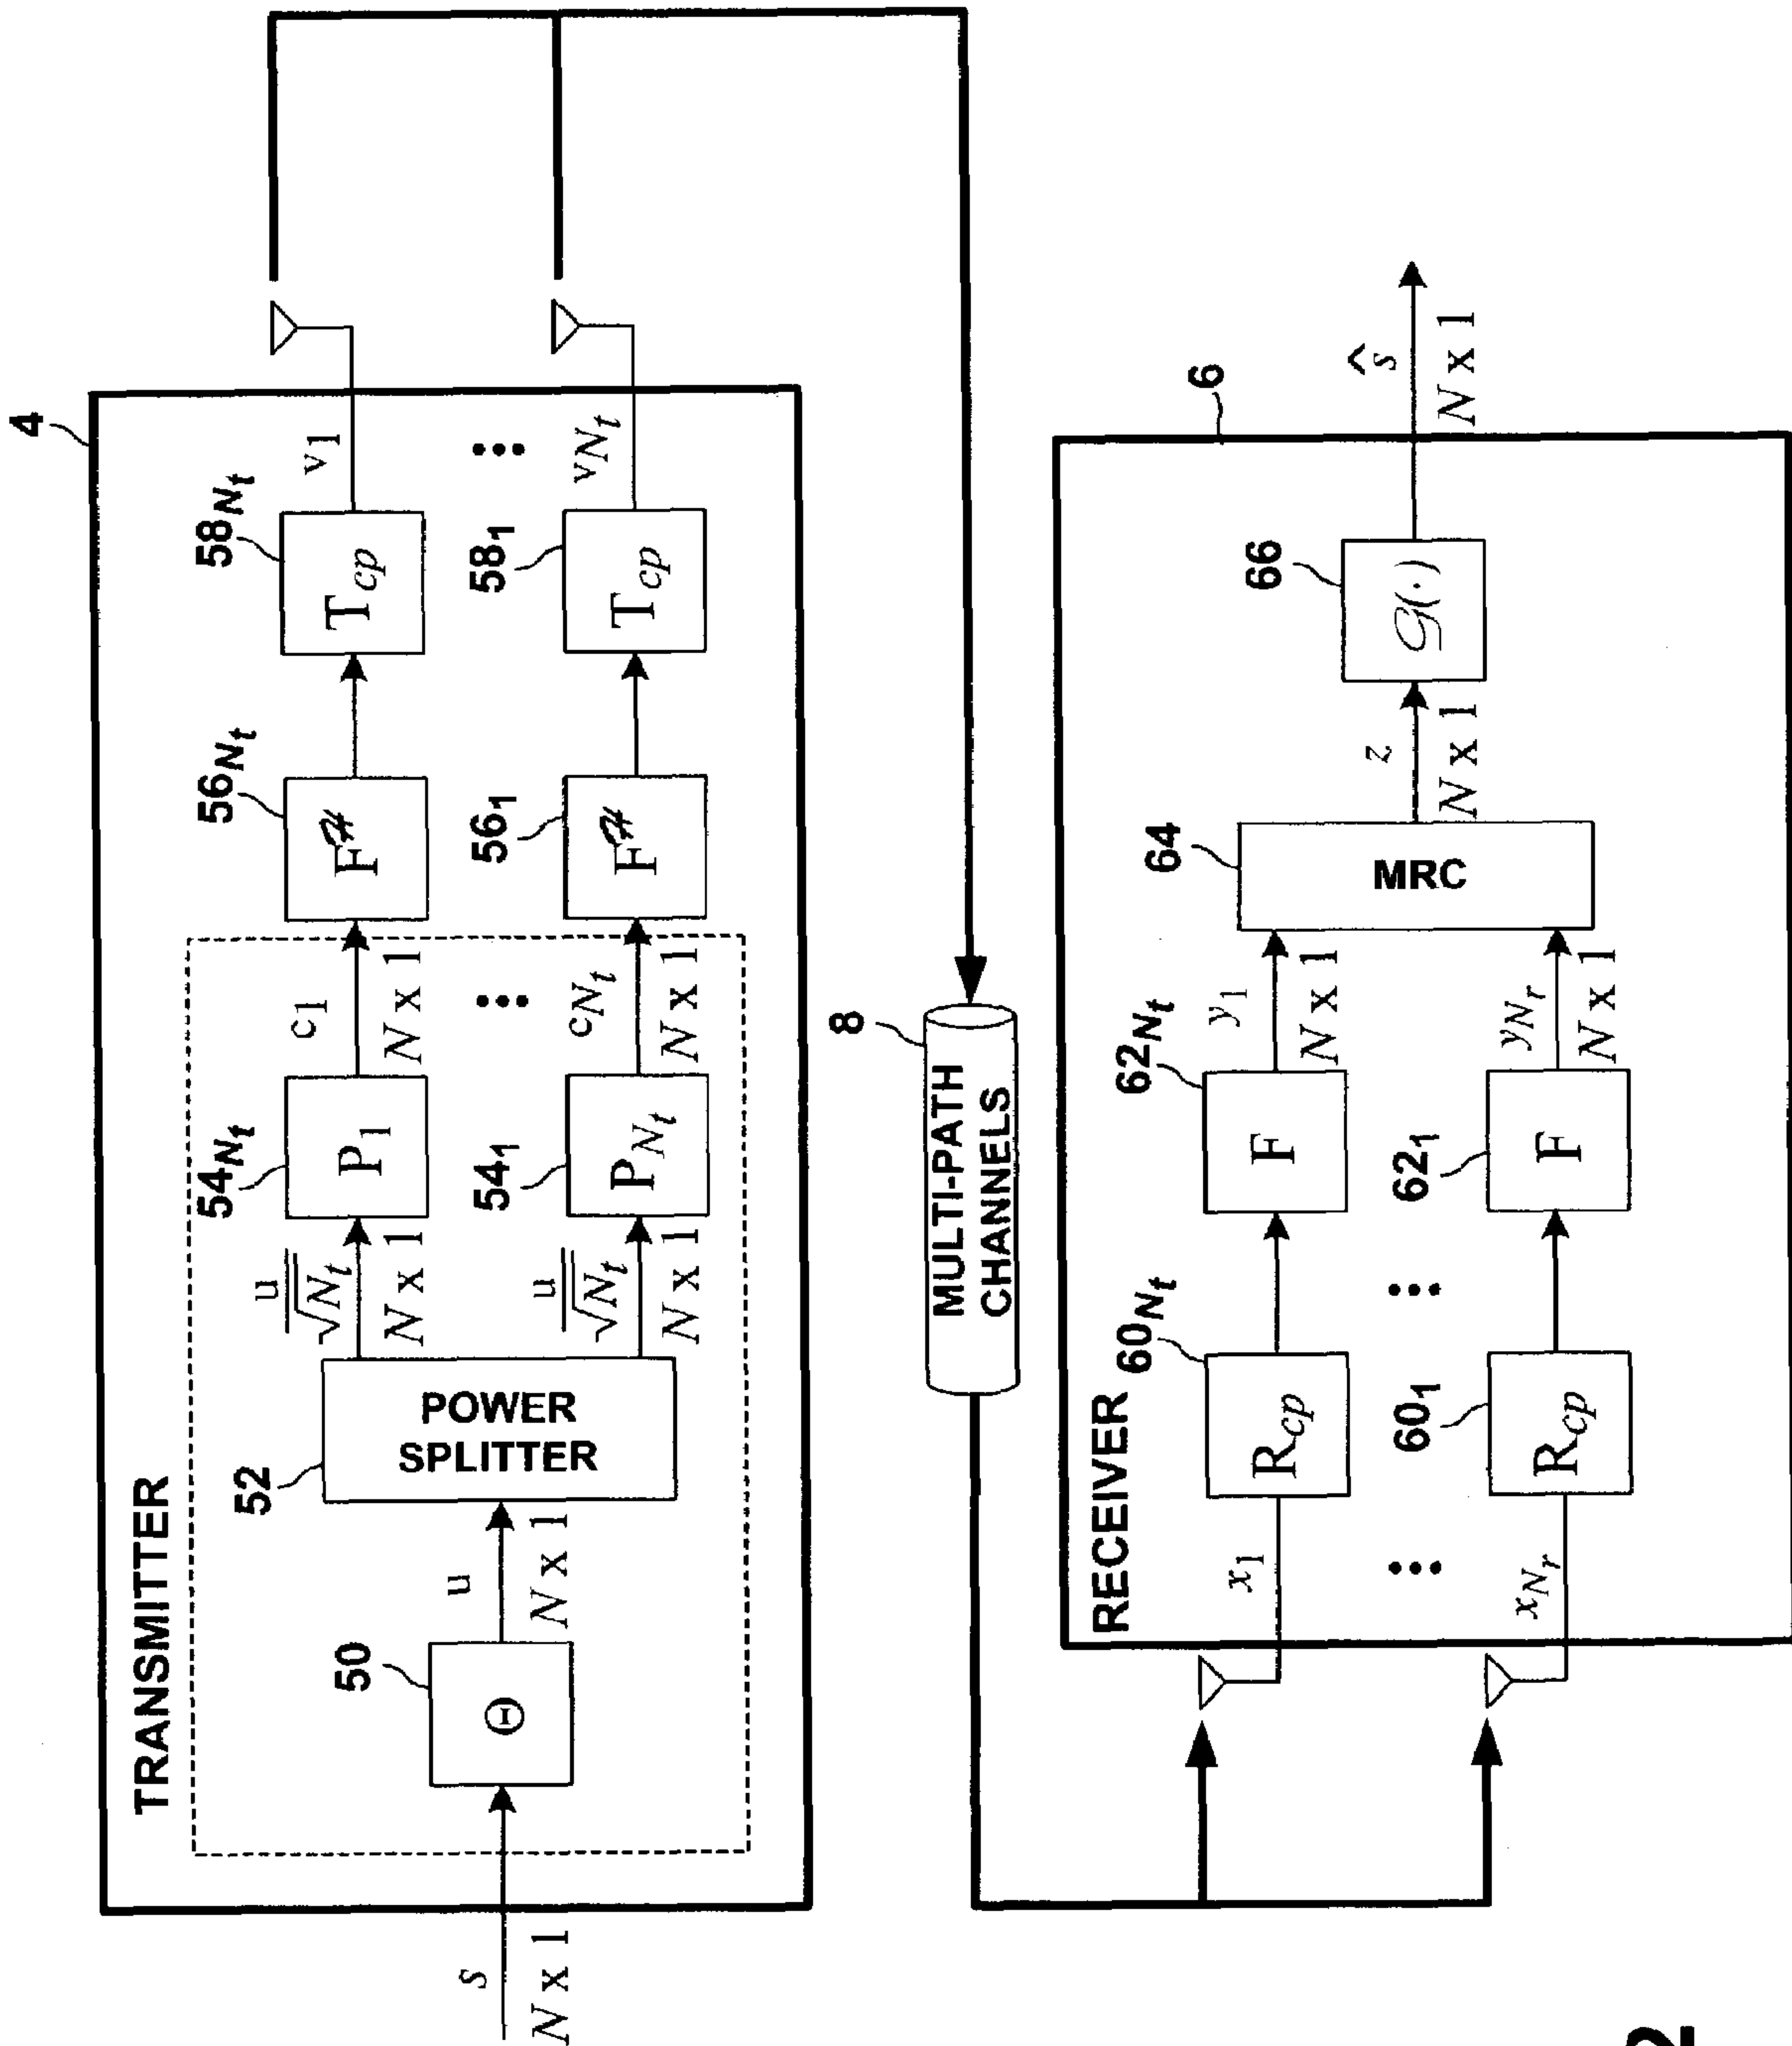 4
TRANSMITTER
s
N x 1
50
Θ
u
N x 1
52
POWER
SPLITTER
u
√Nt
N x 1
u
√Nt
N x 1
54Nt
P1
541
PNt
c1
N x 1
...
cNt
N x 1
56Nt
Fℋ
561
Fℋ
58Nt
Tcp
581
Tcp
v1
...
vNt
8
MULTI-PATH
CHANNELS
6
RECEIVER
x1
...
xNr
60Nt
Rcp
601
Rcp
...
62Nt
F
621
F
y1
N x 1
yNr
N x 1
64
MRC
z
N x 1
66
𝒢(·)
ŝ
N x 1
2